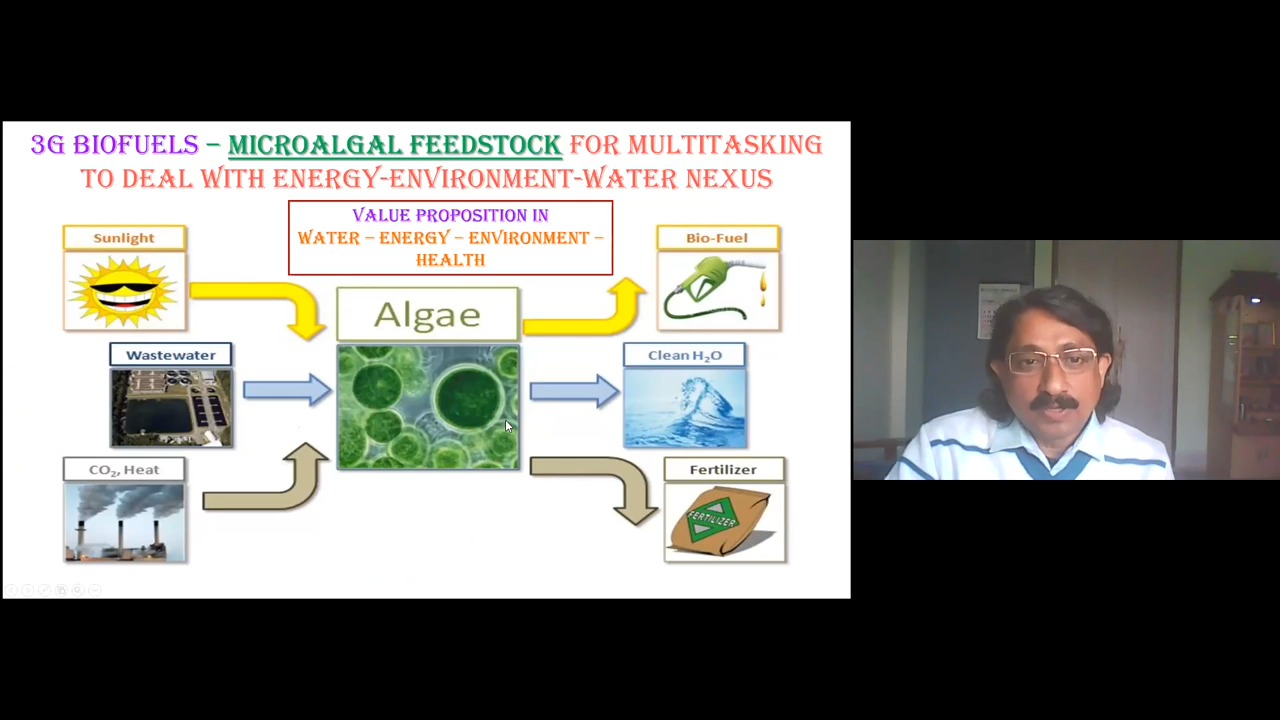 3G BIOFUELS – MICROALGAL FEEDSTOCK FOR MULTITASKING
TO DEAL WITH ENERGY-ENVIRONMENT-WATER NEXUS
VALUE PROPOSITION IN
WATER – ENERGY – ENVIRONMENT –
HEALTH
Sunlight
Bio-Fuel
Algae
Wastewater
Clean H₂O
CO₂, Heat
Fertilizer
FERTILIZER